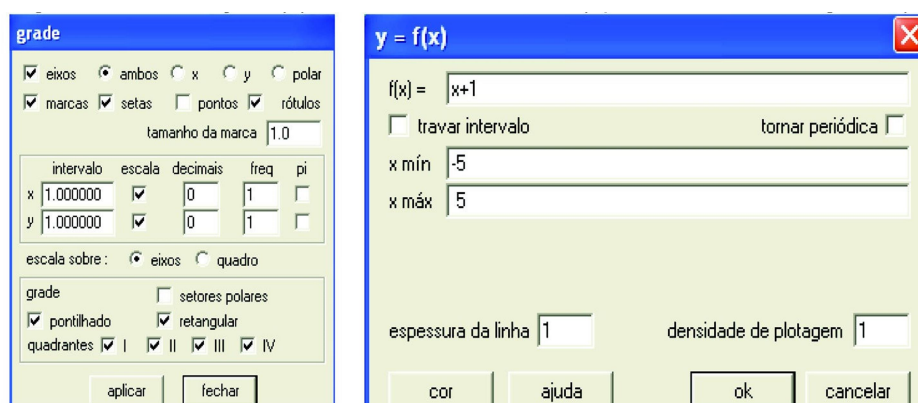 grade
eixos ambos x y polar
marcas setas pontos rótulos
tamanho da marca 1.0
intervalo escala decimais freq pi
x 1.000000 0 1
y 1.000000 0 1
escala sobre : eixos quadro
grade setores polares
pontilhado retangular
quadrantes I II III IV
aplicar fechar
y = f(x)
f(x) = x+1
travar intervalo tornar periódica
x mín -5
x máx 5
espessura da linha 1 densidade de plotagem 1
cor ajuda ok cancelar